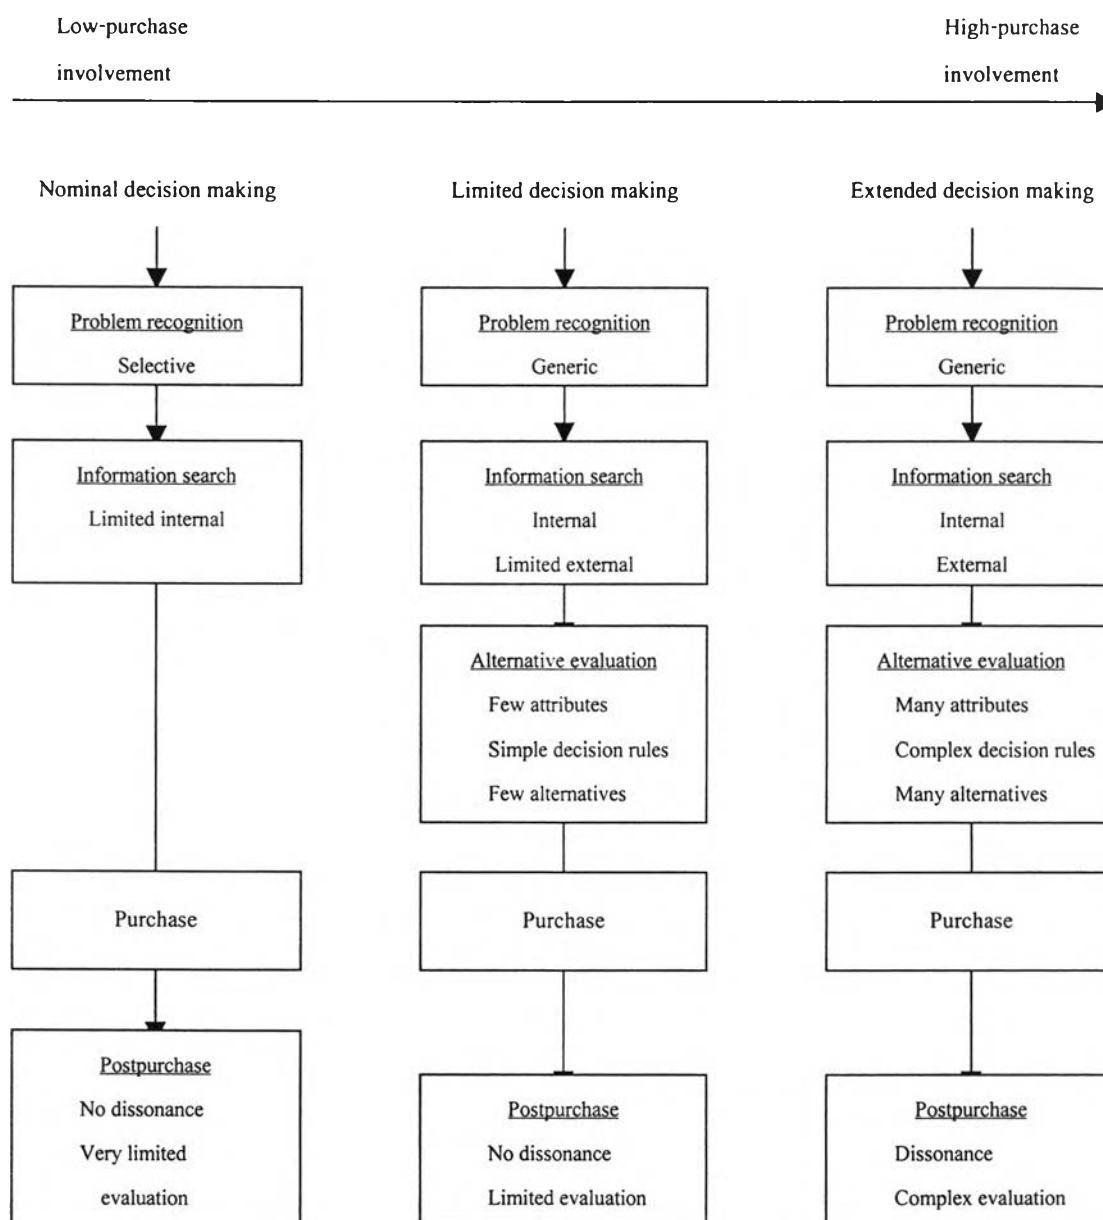 Low-purchase
involvement
High-purchase
involvement
Nominal decision making
Limited decision making
Extended decision making
Problem recognition
Selective
Problem recognition
Generic
Problem recognition
Generic
Information search
Limited internal
Information search
Internal
Limited external
Information search
Internal
External
Alternative evaluation
Few attributes
Simple decision rules
Few alternatives
Alternative evaluation
Many attributes
Complex decision rules
Many alternatives
Purchase
Purchase
Purchase
Postpurchase
No dissonance
Very limited
evaluation
Postpurchase
No dissonance
Limited evaluation
Postpurchase
Dissonance
Complex evaluation